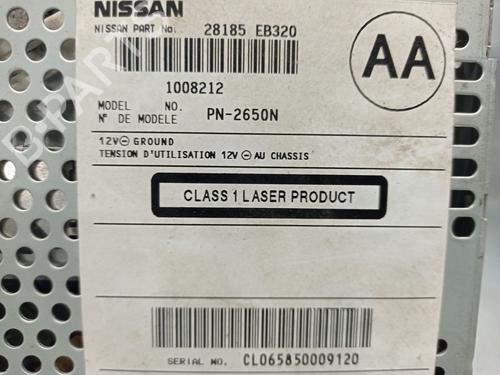 NISSAN
NISSAN PART No. 28185 EB320
AA
1008212
MODEL NO.
N° DE MODELE PN-2650N
12V⊖ GROUND
TENSION D'UTILISATION 12V⊖ AU CHASSIS
CLASS 1 LASER PRODUCT
SERIAL NO. CL065850009120
B-PARTS